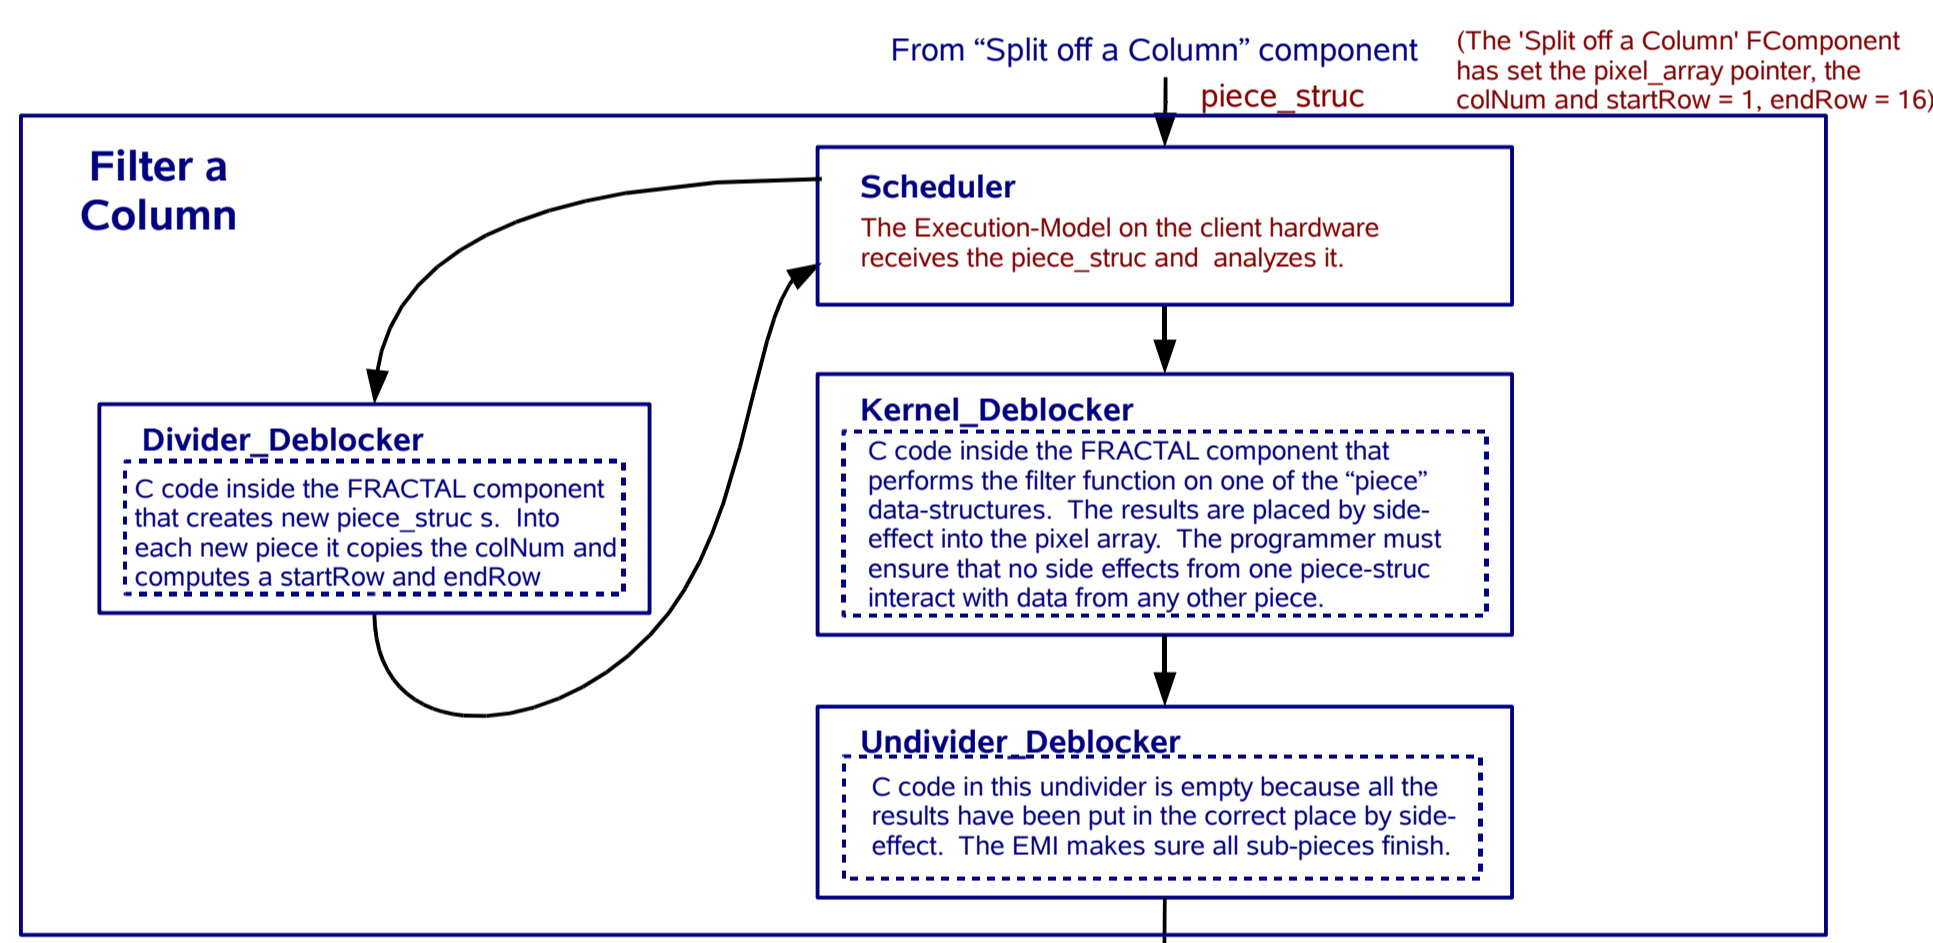 From “Split off a Column” component
(The 'Split off a Column' FComponent
has set the pixel_array pointer, the
colNum and startRow = 1, endRow = 16)
piece_struc
Filter a
Column
Scheduler
The Execution-Model on the client hardware
receives the piece_struc and  analyzes it.
Divider_Deblocker
C code inside the FRACTAL component
that creates new piece_struc s.  Into
each new piece it copies the colNum and
computes a startRow and endRow
Kernel_Deblocker
C code inside the FRACTAL component that
performs the filter function on one of the “piece”
data-structures.  The results are placed by side-
effect into the pixel array.  The programmer must
ensure that no side effects from one piece-struc
interact with data from any other piece.
Undivider_Deblocker
C code in this undivider is empty because all the
results have been put in the correct place by side-
effect.  The EMI makes sure all sub-pieces finish.